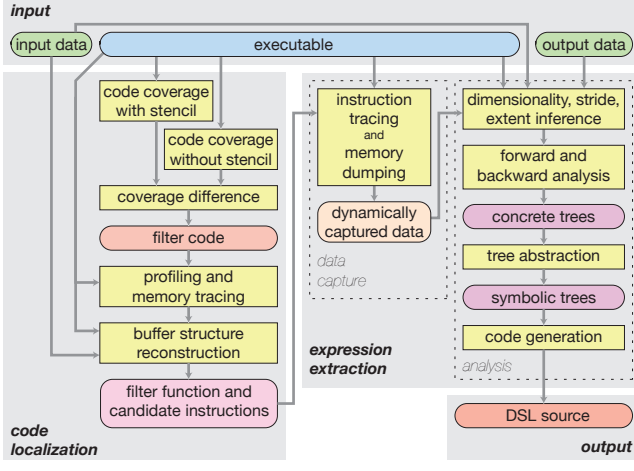 input
input data
executable
output data
code coverage
with stencil
code coverage
without stencil
coverage difference
filter code
profiling and
memory tracing
buffer structure
reconstruction
filter function and
candidate instructions
code
localization
instruction
tracing
and
memory
dumping
dynamically
captured data
data
capture
expression
extraction
dimensionality, stride,
extent inference
forward and
backward analysis
concrete trees
tree abstraction
symbolic trees
code generation
analysis
DSL source
output